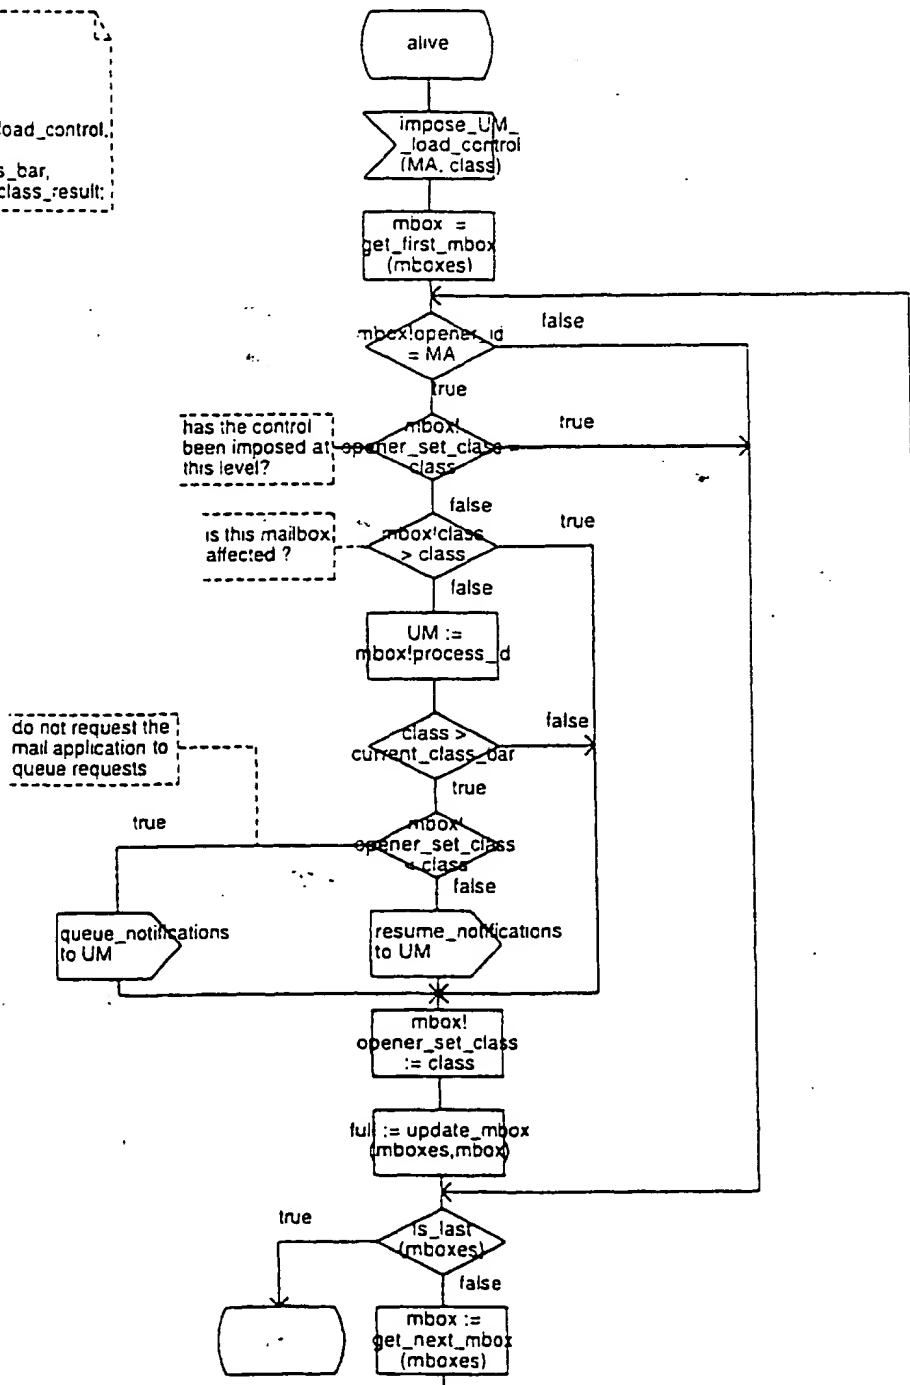 load_control,
s_bar,
class_result;
alive
impose_UM_
_load_control
(MA, class)
mbox =
get_first_mbox
(mboxes)
mbox!opener_id
= MA
false
true
has the control
been imposed at
this level?
mbox!
opener_set_class =
class
true
false
is this mailbox
affected ?
mbox!class
> class
true
false
UM :=
mbox!process_id
class >
current_class_bar
false
true
do not request the
mail application to
queue requests
mbox!
opener_set_class
< class
true
false
queue_notifications
to UM
resume_notifications
to UM
mbox!
opener_set_class
:= class
full := update_mbox
(mboxes,mbox)
is_last
(mboxes)
true
false
-
mbox :=
get_next_mbox
(mboxes)